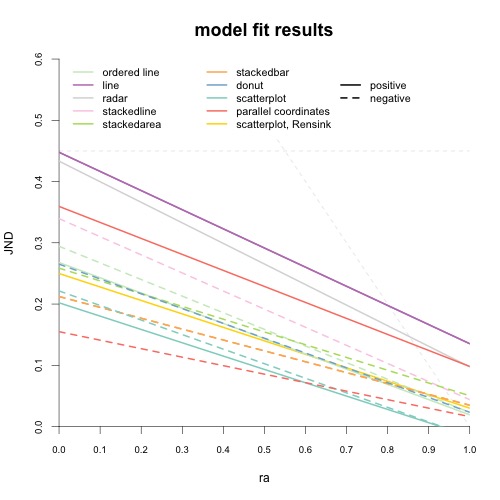 model fit results
ordered line
line
radar
stackedline
stackedarea
stackedbar
donut
scatterplot
parallel coordinates
scatterplot, Rensink
positive
negative
JND
0.6
0.5
0.4
0.3
0.2
0.1
0.0
0.0 0.1 0.2 0.3 0.4 0.5 0.6 0.7 0.8 0.9 1.0
ra